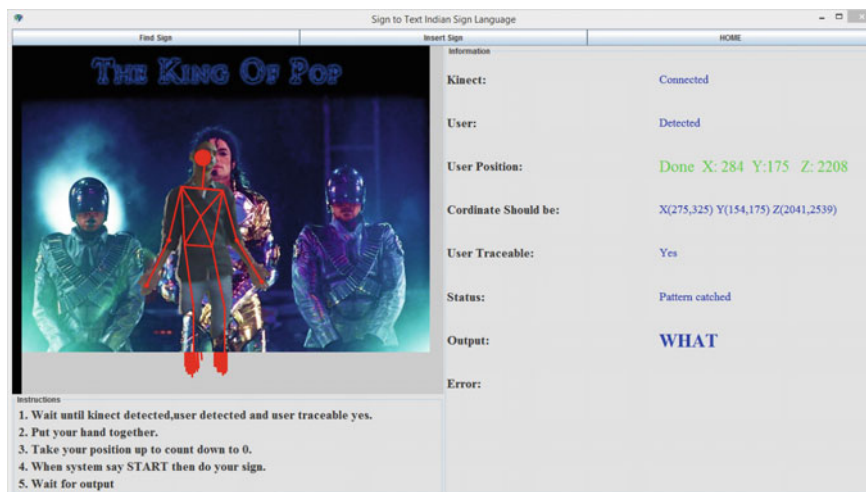 Sign to Text Indian Sign Language
Find Sign Insert Sign HOME
THE KING OF POP
Information
Kinect: Connected
User: Detected
User Position: Done X: 284 Y:175 Z: 2208
Cordinate Should be: X(275,325) Y(154,175) Z(2041,2539)
User Traceable: Yes
Status: Pattern catched
Output: WHAT
Error:
Instructions
1. Wait until kinect detected,user detected and user traceable yes.
2. Put your hand together.
3. Take your position up to count down to 0.
4. When system say START then do your sign.
5. Wait for output